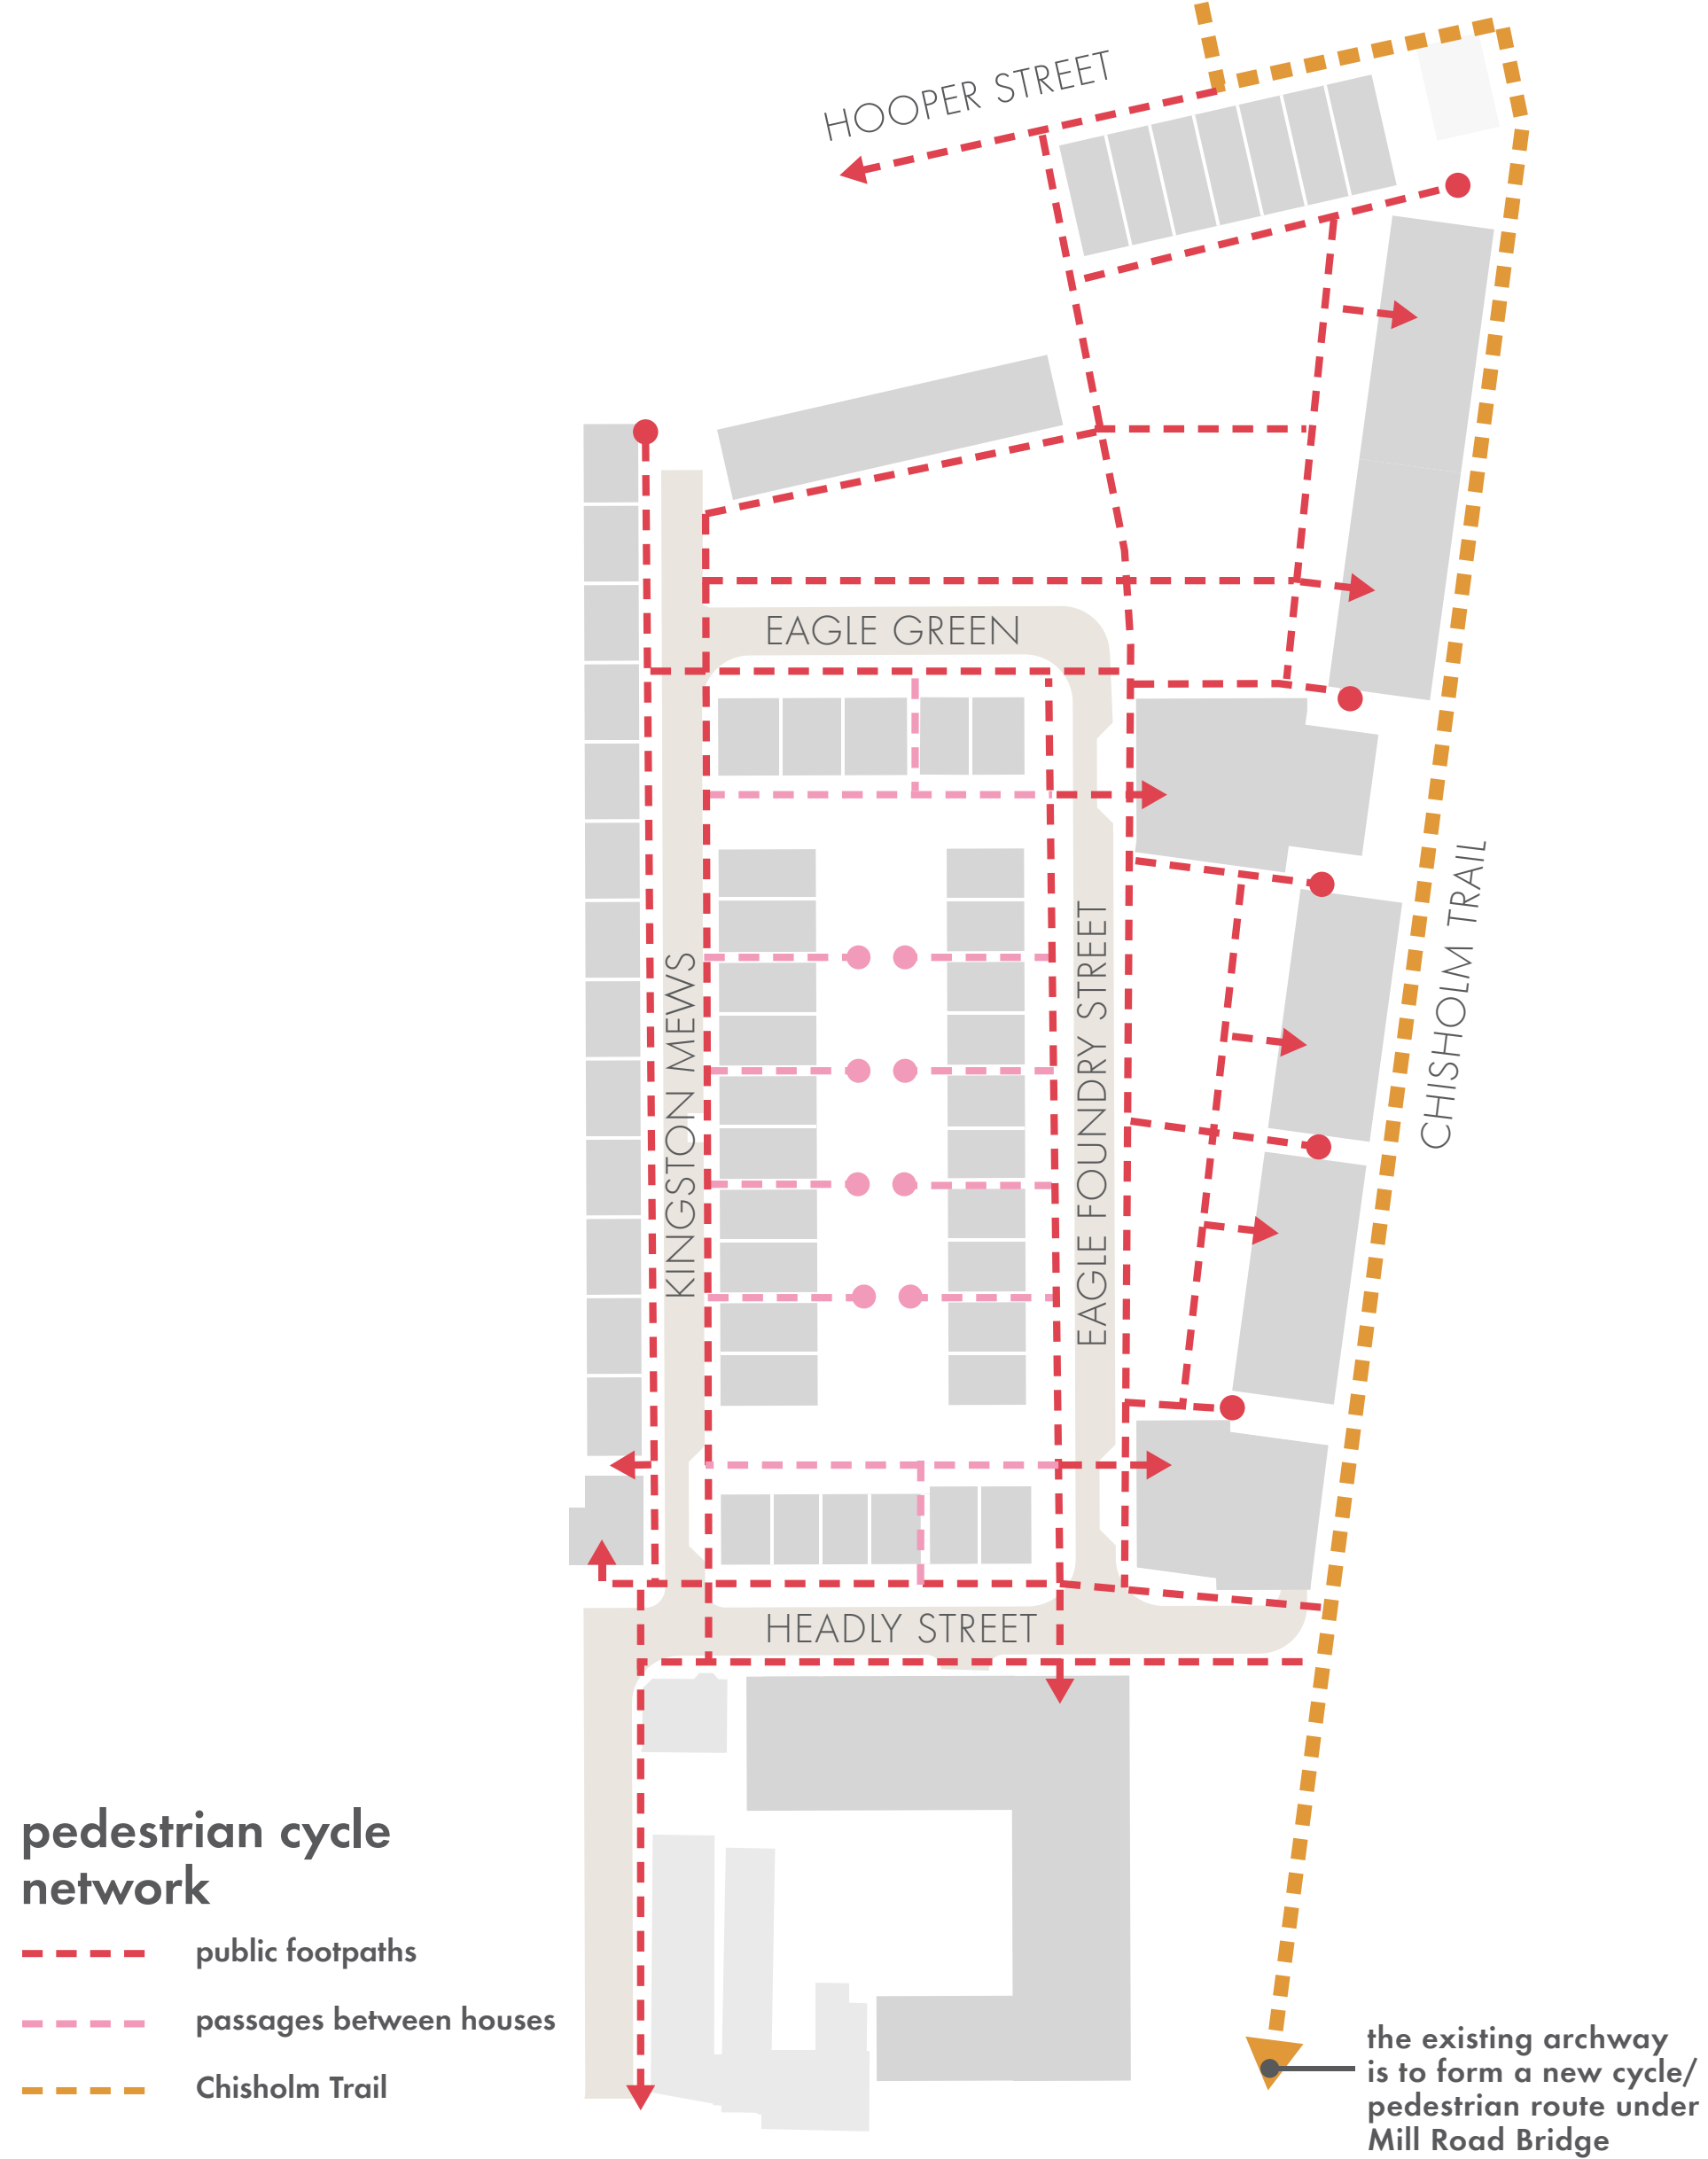 HOOPER STREET
EAGLE GREEN
KINGSTON MEWS
EAGLE FOUNDRY STREET
CHISHOLM TRAIL
HEADLY STREET
pedestrian cycle
network
public footpaths
passages between houses
Chisholm Trail
the existing archway
is to form a new cycle/
pedestrian route under
Mill Road Bridge